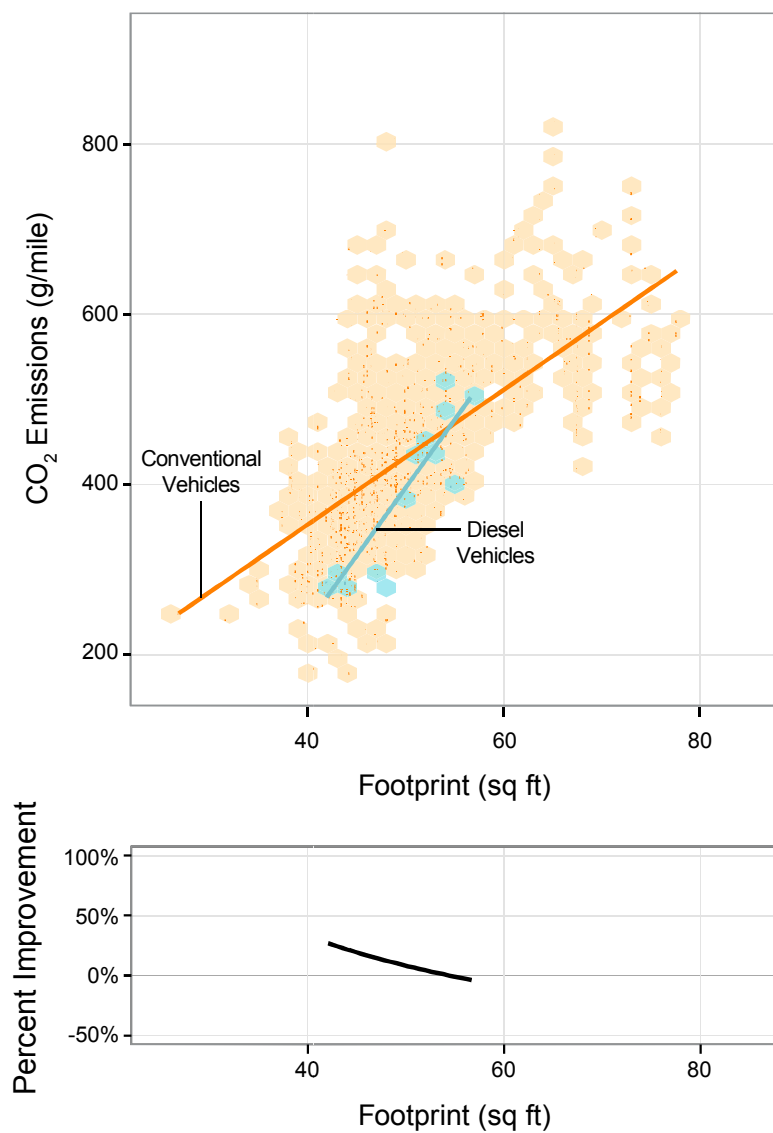 CO2 Emissions (g/mile)
800
600
400
200
Conventional
Vehicles
Diesel
Vehicles
40 60 80
Footprint (sq ft)
Percent Improvement
100%
50%
0%
-50%
40 60 80
Footprint (sq ft)